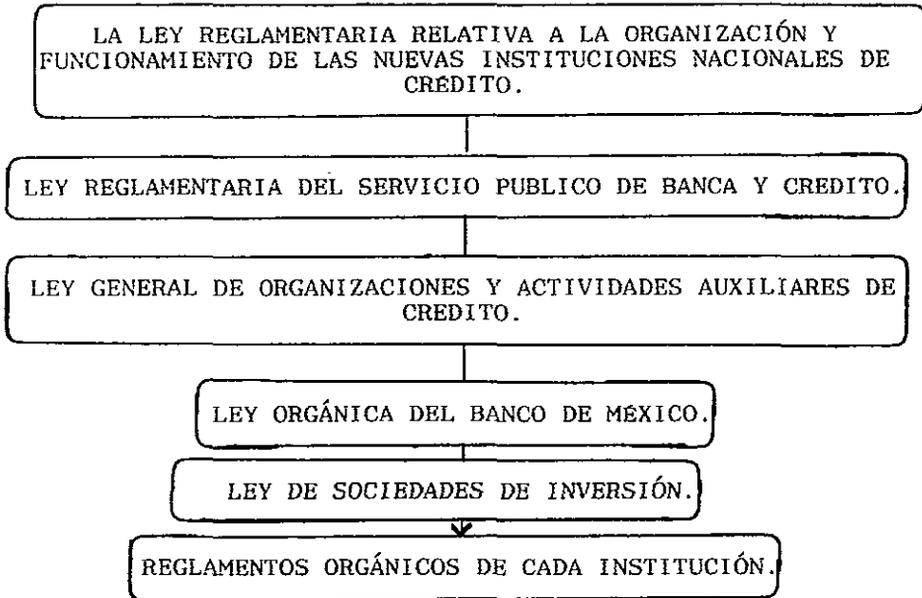 LA LEY REGLAMENTARIA RELATIVA A LA ORGANIZACIÓN Y
FUNCIONAMIENTO DE LAS NUEVAS INSTITUCIONES NACIONALES DE
CRÉDITO.
LEY REGLAMENTARIA DEL SERVICIO PUBLICO DE BANCA Y CREDITO.
LEY GENERAL DE ORGANIZACIONES Y ACTIVIDADES AUXILIARES DE
CREDITO.
LEY ORGÁNICA DEL BANCO DE MÉXICO.
LEY DE SOCIEDADES DE INVERSIÓN.
REGLAMENTOS ORGÁNICOS DE CADA INSTITUCIÓN.